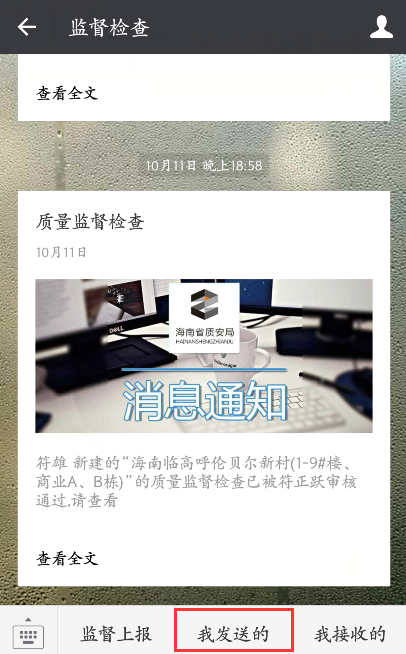 监督检查
查看全文
10月11日 晚上18:58
质量监督检查
10月11日
DELL
海南省质安局
HAINANSHENGZHIANJU
消息通知
符雄 新建的“海南临高呼伦贝尔新村(1-9#楼、
商业A、B栋)”的质量监督检查已被符正跃审核
通过,请查看
查看全文
监督上报
我发送的
我接收的